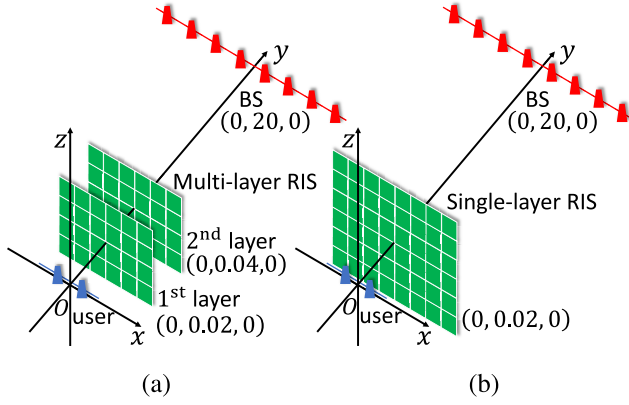 y
BS
(0, 20, 0)
z
Multi-layer RIS
2nd layer
(0,0.04,0)
O
1st layer
user
x
(0, 0.02, 0)
(a)
y
BS
(0, 20, 0)
z
Single-layer RIS
O
user
(0, 0.02, 0)
x
(b)